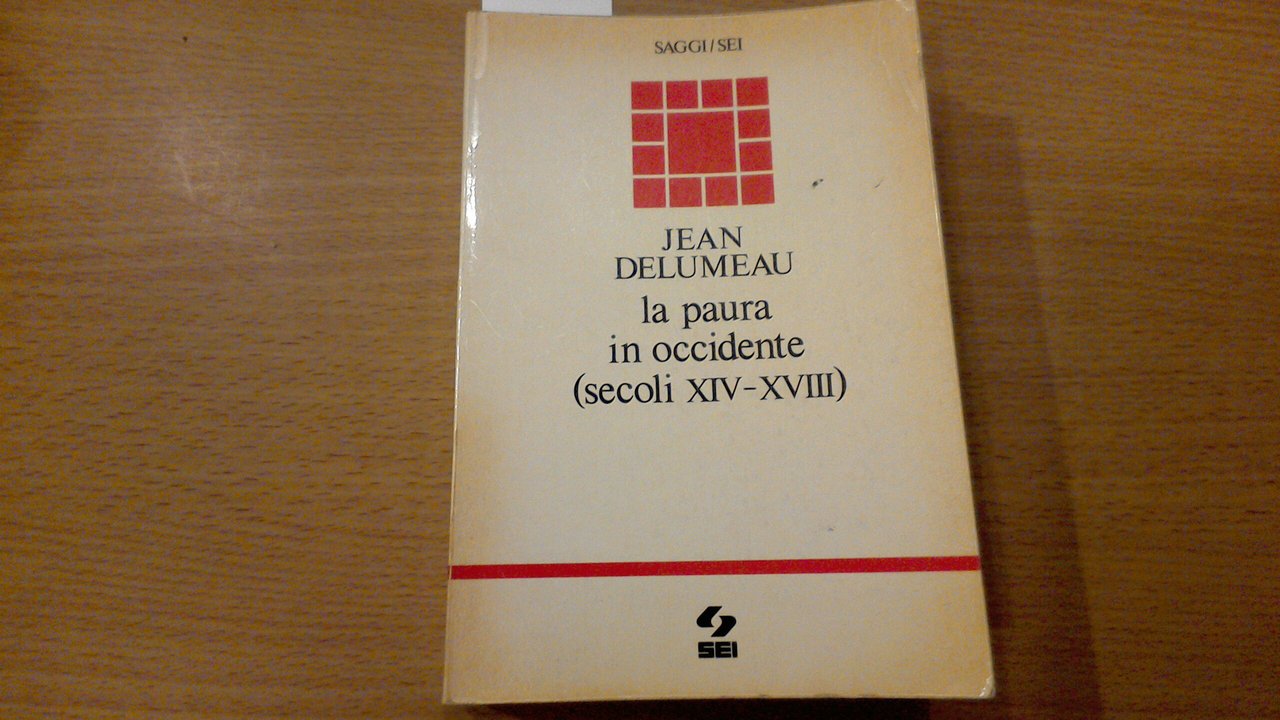 SAGGI/SEI
JEAN
DELUMEAU
la paura
in occidente
(secoli XIV-XVIII)
SEI